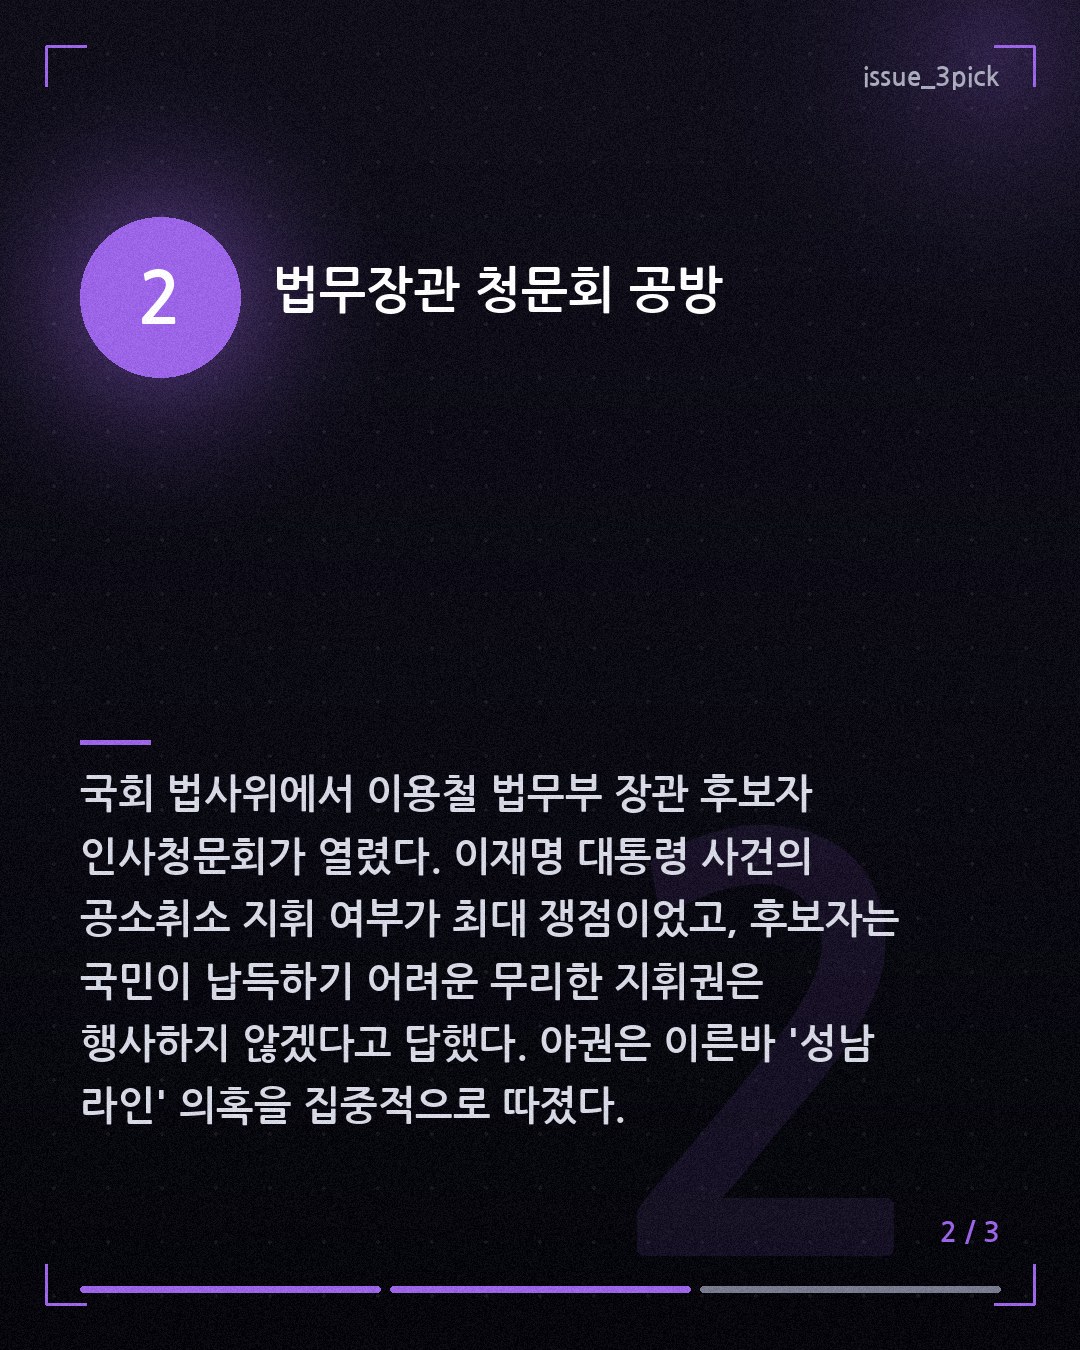 issue_3pick
2
법무장관 청문회 공방
국회 법사위에서 이용철 법무부 장관 후보자
인사청문회가 열렸다. 이재명 대통령 사건의
공소취소 지휘 여부가 최대 쟁점이었고, 후보자는
국민이 납득하기 어려운 무리한 지휘권은
행사하지 않겠다고 답했다. 야권은 이른바 '성남
라인' 의혹을 집중적으로 따졌다.
2
2 / 3